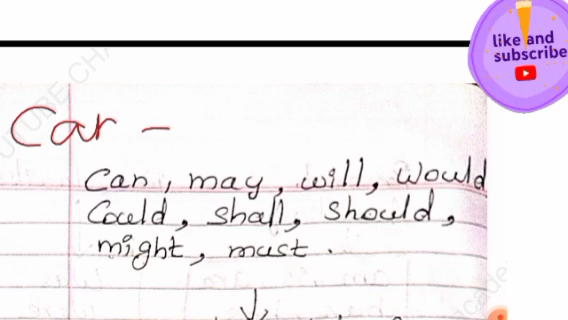 like and
subscribe
Car -
Can, may, will, would
Could, shall, should,
might, must.